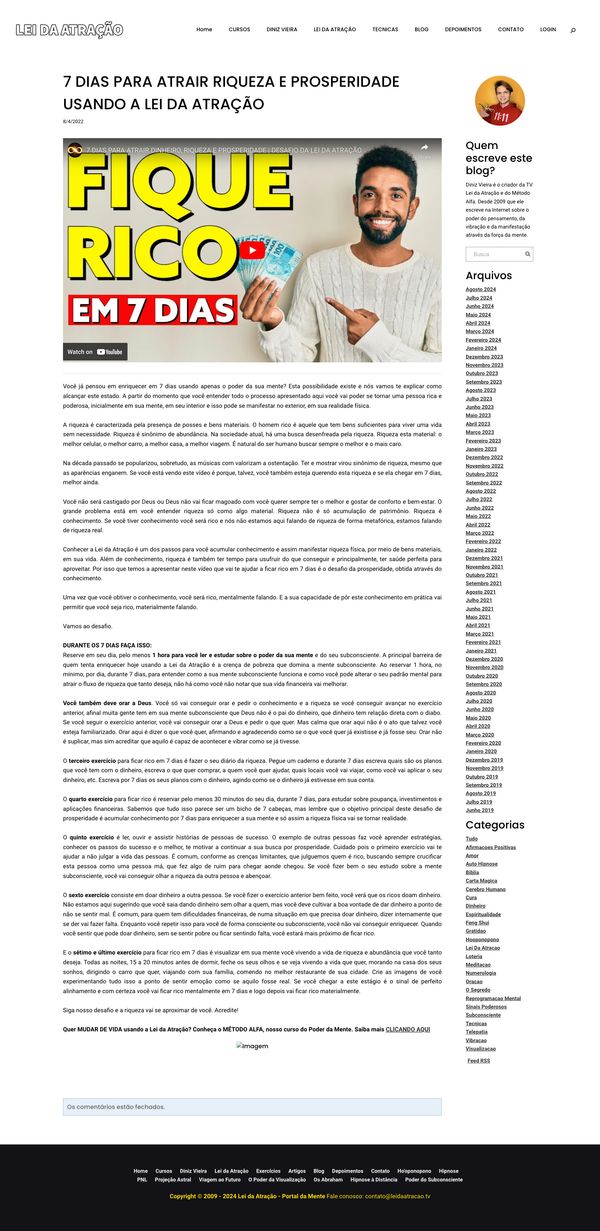 LEI DA ATRAÇÃO
Home CURSOS DINIZ VIEIRA LEI DA ATRAÇÃO TECNICAS BLOG DEPOIMENTOS CONTATO LOGIN
7 DIAS PARA ATRAIR RIQUEZA E PROSPERIDADE
USANDO A LEI DA ATRAÇÃO
8/4/2022
7 DIAS PARA ATRAIR DINHEIRO, RIQUEZA E PROSPERIDADE | DESAFIO DA LEI DA ATRAÇÃO
FIQUE
RICO
EM 7 DIAS
Watch on YouTube
Você já pensou em enriquecer em 7 dias usando apenas o poder da sua mente? Esta possibilidade existe e nós vamos te explicar como
alcançar este estado. A partir do momento que você entender todo o processo apresentado aqui você vai poder se tornar uma pessoa rica e
poderosa, inicialmente em sua mente, em seu interior e isso pode se manifestar no exterior, em sua realidade física.
A riqueza é caracterizada pela presença de posses e bens materiais. O homem rico é aquele que tem bens suficientes para viver uma vida
sem necessidade. Riqueza é sinônimo de abundância. Na sociedade atual, há uma busca desenfreada pela riqueza. Riqueza esta material: o
melhor celular, o melhor carro, a melhor casa, a melhor viagem. É natural do ser humano buscar sempre o melhor e o mais caro.
Na década passado se popularizou, sobretudo, as músicas com valorizam a ostentação. Ter e mostrar virou sinônimo de riqueza, mesmo que
as aparências enganem. Se você está vendo este vídeo é porque, talvez, você também esteja querendo esta riqueza e se ela chegar em 7 dias,
melhor ainda.
Você não será castigado por Deus ou Deus não vai ficar magoado com você querer sempre ter o melhor e gostar de conforto e bem-estar. O
grande problema está em você entender riqueza só como algo material. Riqueza não é só acumulação de patrimônio. Riqueza é
conhecimento. Se você tiver conhecimento você será rico e nós não estamos aqui falando de riqueza de forma metafórica, estamos falando
de riqueza real.
Conhecer a Lei da Atração é um dos passos para você acumular conhecimento e assim manifestar riqueza física, por meio de bens materiais,
em sua vida. Além de conhecimento, riqueza é também ter tempo para usufruir do que conseguir e principalmente, ter saúde perfeita para
aproveitar. Por isso que temos a apresentar neste vídeo que vai te ajudar a ficar rico em 7 dias é o desafio da prosperidade, obtida através do
conhecimento.
Uma vez que você obtiver o conhecimento, você será rico, mentalmente falando. E a sua capacidade de pôr este conhecimento em prática vai
permitir que você seja rico, materialmente falando.
Vamos ao desafio.
DURANTE OS 7 DIAS FAÇA ISSO:
Reserve em seu dia, pelo menos 1 hora para você ler e estudar sobre o poder da sua mente e do seu subconsciente. A principal barreira de
quem tenta enriquecer hoje usando a Lei da Atração é a crença de pobreza que domina a mente subconsciente. Ao reservar 1 hora, no
mínimo, por dia, durante 7 dias, para entender como a sua mente subconsciente funciona e como você pode alterar o seu padrão mental para
atrair o fluxo de riqueza que tanto deseja, não há como você não notar que sua vida financeira vai melhorar.
Você também deve orar a Deus. Você só vai conseguir orar e pedir o conhecimento e a riqueza se você conseguir avançar no exercício
anterior, afinal muita gente tem em sua mente subconsciente que Deus não é o pai do dinheiro, que dinheiro tem relação direta com o diabo.
Se você seguir o exercício anterior, você vai conseguir orar a Deus e pedir o que quer. Mas calma que orar aqui não é o ato que talvez você
esteja familiarizado. Orar aqui é dizer o que você quer, afirmando e agradecendo como se o que você quer já existisse e já fosse seu. Orar não
é suplicar, mas sim acreditar que aquilo é capaz de acontecer e vibrar como se já tivesse.
O terceiro exercício para ficar rico em 7 dias é fazer o seu diário da riqueza. Pegue um caderno e durante 7 dias escreva quais são os planos
que você tem com o dinheiro, escreva o que quer comprar, a quem você quer ajudar, quais locais você vai viajar, como você vai aplicar o seu
dinheiro, etc. Escreva por 7 dias os seus planos com o dinheiro, agindo como se o dinheiro já estivesse em sua conta.
O quarto exercício para ficar rico é reservar pelo menos 30 minutos do seu dia, durante 7 dias, para estudar sobre poupança, investimentos e
aplicações financeiras. Sabemos que tudo isso parece ser um bicho de 7 cabeças, mas lembre que o objetivo principal deste desafio de
prosperidade é acumular conhecimento por 7 dias para enriquecer a sua mente e só assim a riqueza física vai se tornar realidade.
O quinto exercício é ler, ouvir e assistir histórias de pessoas de sucesso. O exemplo de outras pessoas faz você aprender estratégias,
conhecer os passos do sucesso e o melhor, te motivar a continuar a sua busca por prosperidade. Cuidado pois o primeiro exercício vai te
ajudar a não julgar a vida das pessoas. É comum, conforme as crenças limitantes, que julguemos quem é rico, buscando sempre crucificar
esta pessoa como uma pessoa má, que fez algo de ruim para chegar aonde chegou. Se você fizer bem o seu estudo sobre a mente
subconsciente, você vai conseguir olhar a riqueza da outra pessoa e abençoar.
O sexto exercício consiste em doar dinheiro a outra pessoa. Se você fizer o exercício anterior bem feito, você verá que os ricos doam dinheiro.
Não estamos aqui sugerindo que você saia dando dinheiro sem olhar a quem, mas você deve cultivar a boa vontade de dar dinheiro a ponto de
não se sentir mal. É comum, para quem tem dificuldades financeiras, de numa situação em que precisa doar dinheiro, dizer internamente que
se der vai fazer falta. Enquanto você repetir isso para você de forma consciente ou subconsciente, você não vai conseguir enriquecer. Quando
você sentir que pode doar dinheiro, sem se sentir pobre ou ficar sentindo falta, você estará mais próximo de ficar rico.
E o sétimo e último exercício para ficar rico em 7 dias é visualizar em sua mente você vivendo a vida de riqueza e abundância que você tanto
deseja. Todas as noites, 15 a 20 minutos antes de dormir, feche os seus olhos e se veja vivendo a vida que quer, morando na casa dos seus
sonhos, dirigindo o carro que quer, viajando com sua família, comendo no melhor restaurante de sua cidade. Crie as imagens de você
experimentando tudo isso a ponto de sentir emoção como se aquilo fosse real. Se você chegar a este estágio é o sinal de perfeito
alinhamento e com certeza você vai ficar rico mentalmente em 7 dias e logo depois vai ficar rico materialmente.
Siga nosso desafio e a riqueza vai se aproximar de você. Acredite!
Quer MUDAR DE VIDA usando a Lei da Atração? Conheça o MÉTODO ALFA, nosso curso do Poder da Mente. Saiba mais CLICANDO AQUI
Imagem
Os comentários estão fechados.
11:11
Quem
escreve este
blog?
Diniz Vieira é o criador da TV
Lei da Atração e do Método
Alfa. Desde 2009 que ele
escreve na Internet sobre o
poder do pensamento, da
vibração e da manifestação
através da força da mente.
Busca
Arquivos
Agosto 2024
Julho 2024
Junho 2024
Maio 2024
Abril 2024
Março 2024
Fevereiro 2024
Janeiro 2024
Dezembro 2023
Novembro 2023
Outubro 2023
Setembro 2023
Agosto 2023
Julho 2023
Junho 2023
Maio 2023
Abril 2023
Março 2023
Fevereiro 2023
Janeiro 2023
Dezembro 2022
Novembro 2022
Outubro 2022
Setembro 2022
Agosto 2022
Julho 2022
Junho 2022
Maio 2022
Abril 2022
Março 2022
Fevereiro 2022
Janeiro 2022
Dezembro 2021
Novembro 2021
Outubro 2021
Setembro 2021
Agosto 2021
Julho 2021
Junho 2021
Maio 2021
Abril 2021
Março 2021
Fevereiro 2021
Janeiro 2021
Dezembro 2020
Novembro 2020
Outubro 2020
Setembro 2020
Agosto 2020
Julho 2020
Junho 2020
Maio 2020
Abril 2020
Março 2020
Fevereiro 2020
Janeiro 2020
Dezembro 2019
Novembro 2019
Outubro 2019
Setembro 2019
Agosto 2019
Julho 2019
Junho 2019
Categorias
Tudo
Afirmacoes Positivas
Amor
Auto Hipnose
Bíblia
Carta Magica
Cerebro Humano
Cura
Dinheiro
Espiritualidade
Feng Shui
Gratidao
Hooponopono
Lei Da Atracao
Loteria
Meditacao
Numerologia
Oracao
O Segredo
Reprogramacao Mental
Sinais Poderosos
Subconsciente
Tecnicas
Telepatia
Vibracao
Visualizacao
Feed RSS
Home Cursos Diniz Vieira Lei da Atração Exercícios Artigos Blog Depoimentos Contato Ho'oponopono Hipnose
PNL Projeção Astral Viagem ao Futuro O Poder da Visualização Os Abraham Hipnose à Distância Poder do Subconsciente
Copyright © 2009 - 2024 Lei da Atração - Portal da Mente Fale conosco: contato@leidaatracao.tv